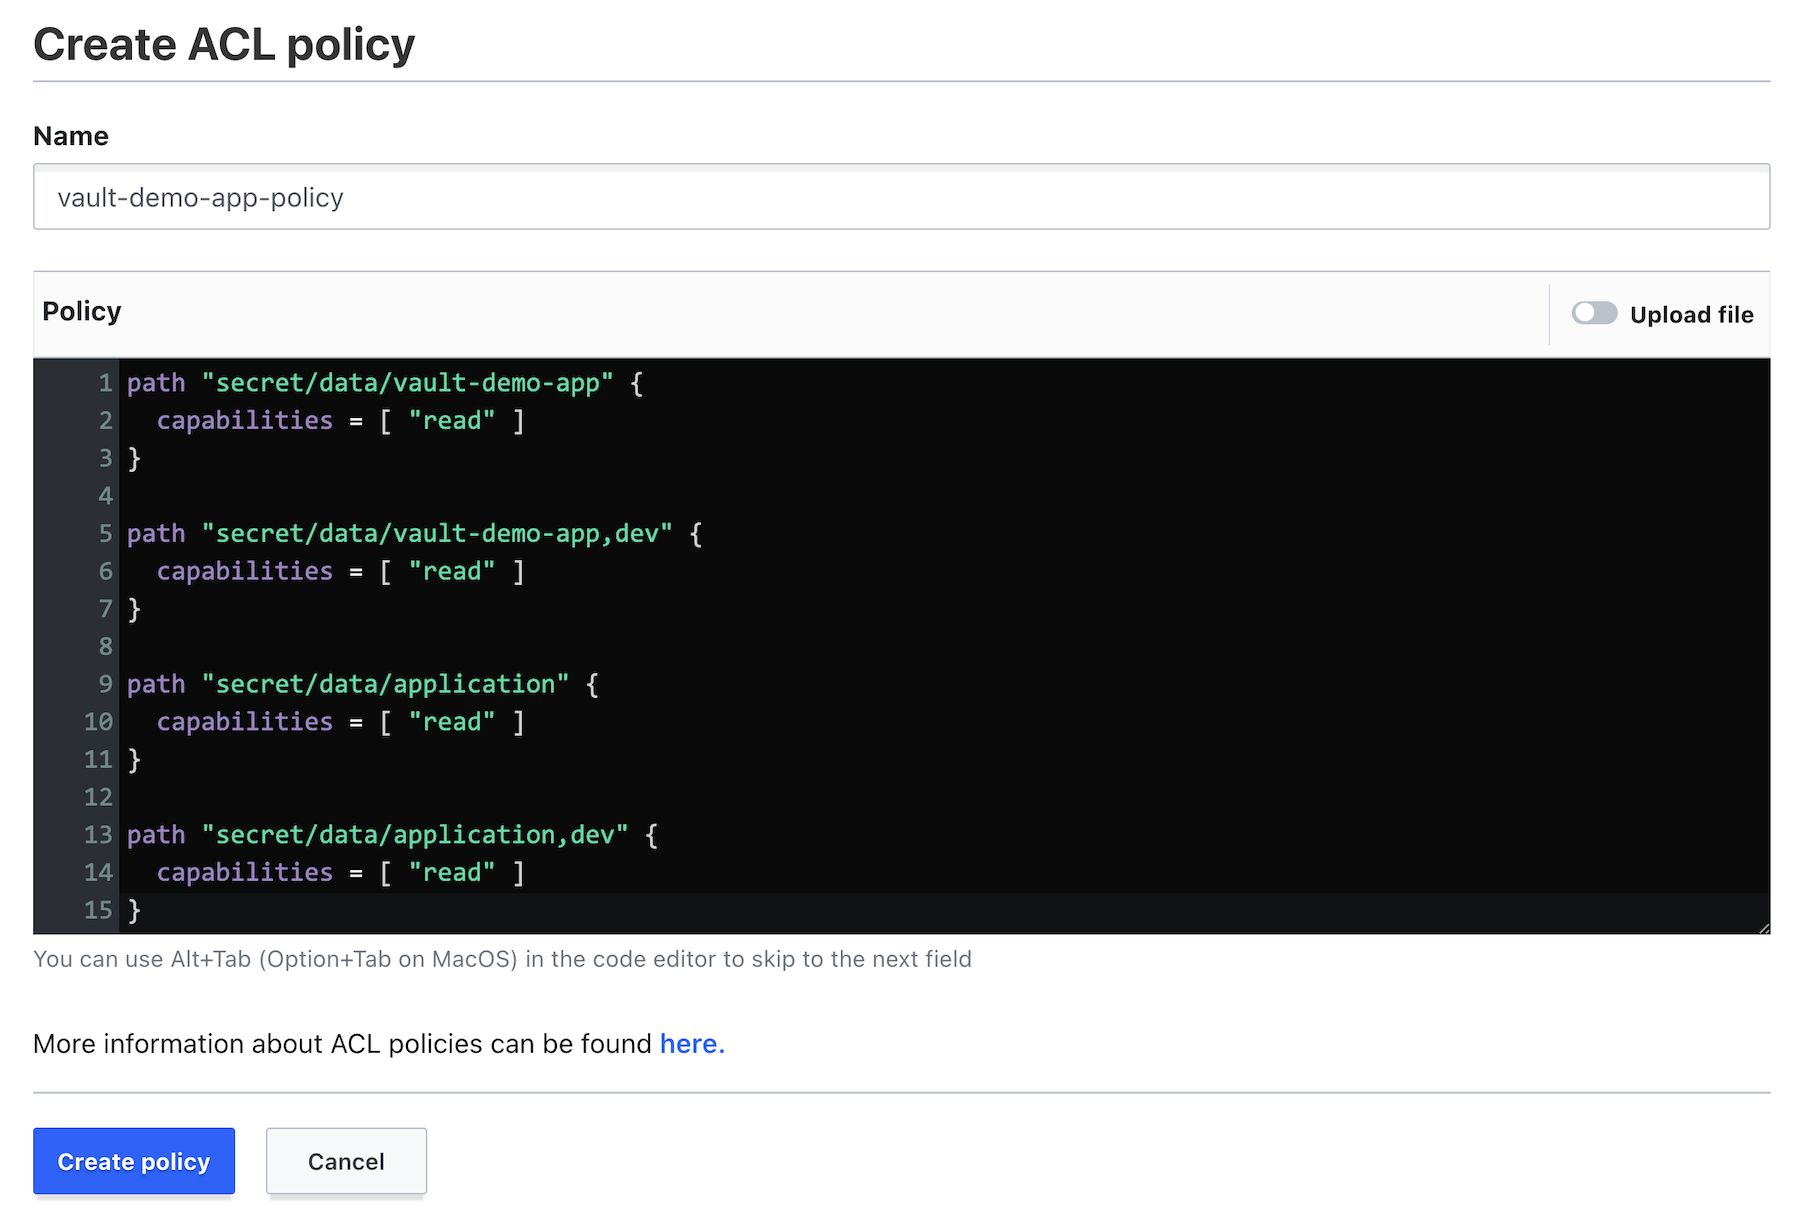 Create ACL policy
Name
vault-demo-app-policy
Policy
Upload file
1 path "secret/data/vault-demo-app" {
2   capabilities = [ "read" ]
3 }
4
5 path "secret/data/vault-demo-app,dev" {
6   capabilities = [ "read" ]
7 }
8
9 path "secret/data/application" {
10   capabilities = [ "read" ]
11 }
12
13 path "secret/data/application,dev" {
14   capabilities = [ "read" ]
15 }
You can use Alt+Tab (Option+Tab on MacOS) in the code editor to skip to the next field
More information about ACL policies can be found here.
Create policy
Cancel